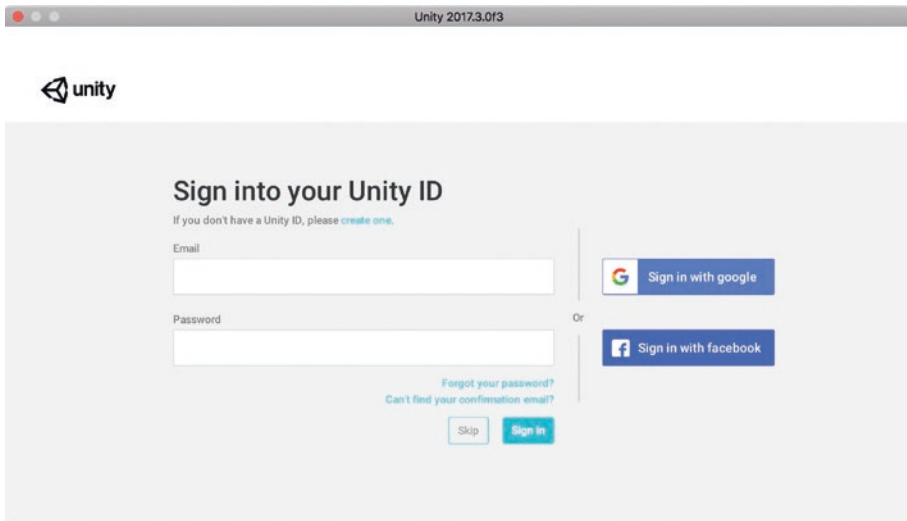 Unity 2017.3.0f3
unity
Sign into your Unity ID
If you don't have a Unity ID, please create one.
Email
Password
Forgot your password?
Can't find your confirmation email?
Skip
Sign in
Sign in with google
Or
Sign in with facebook